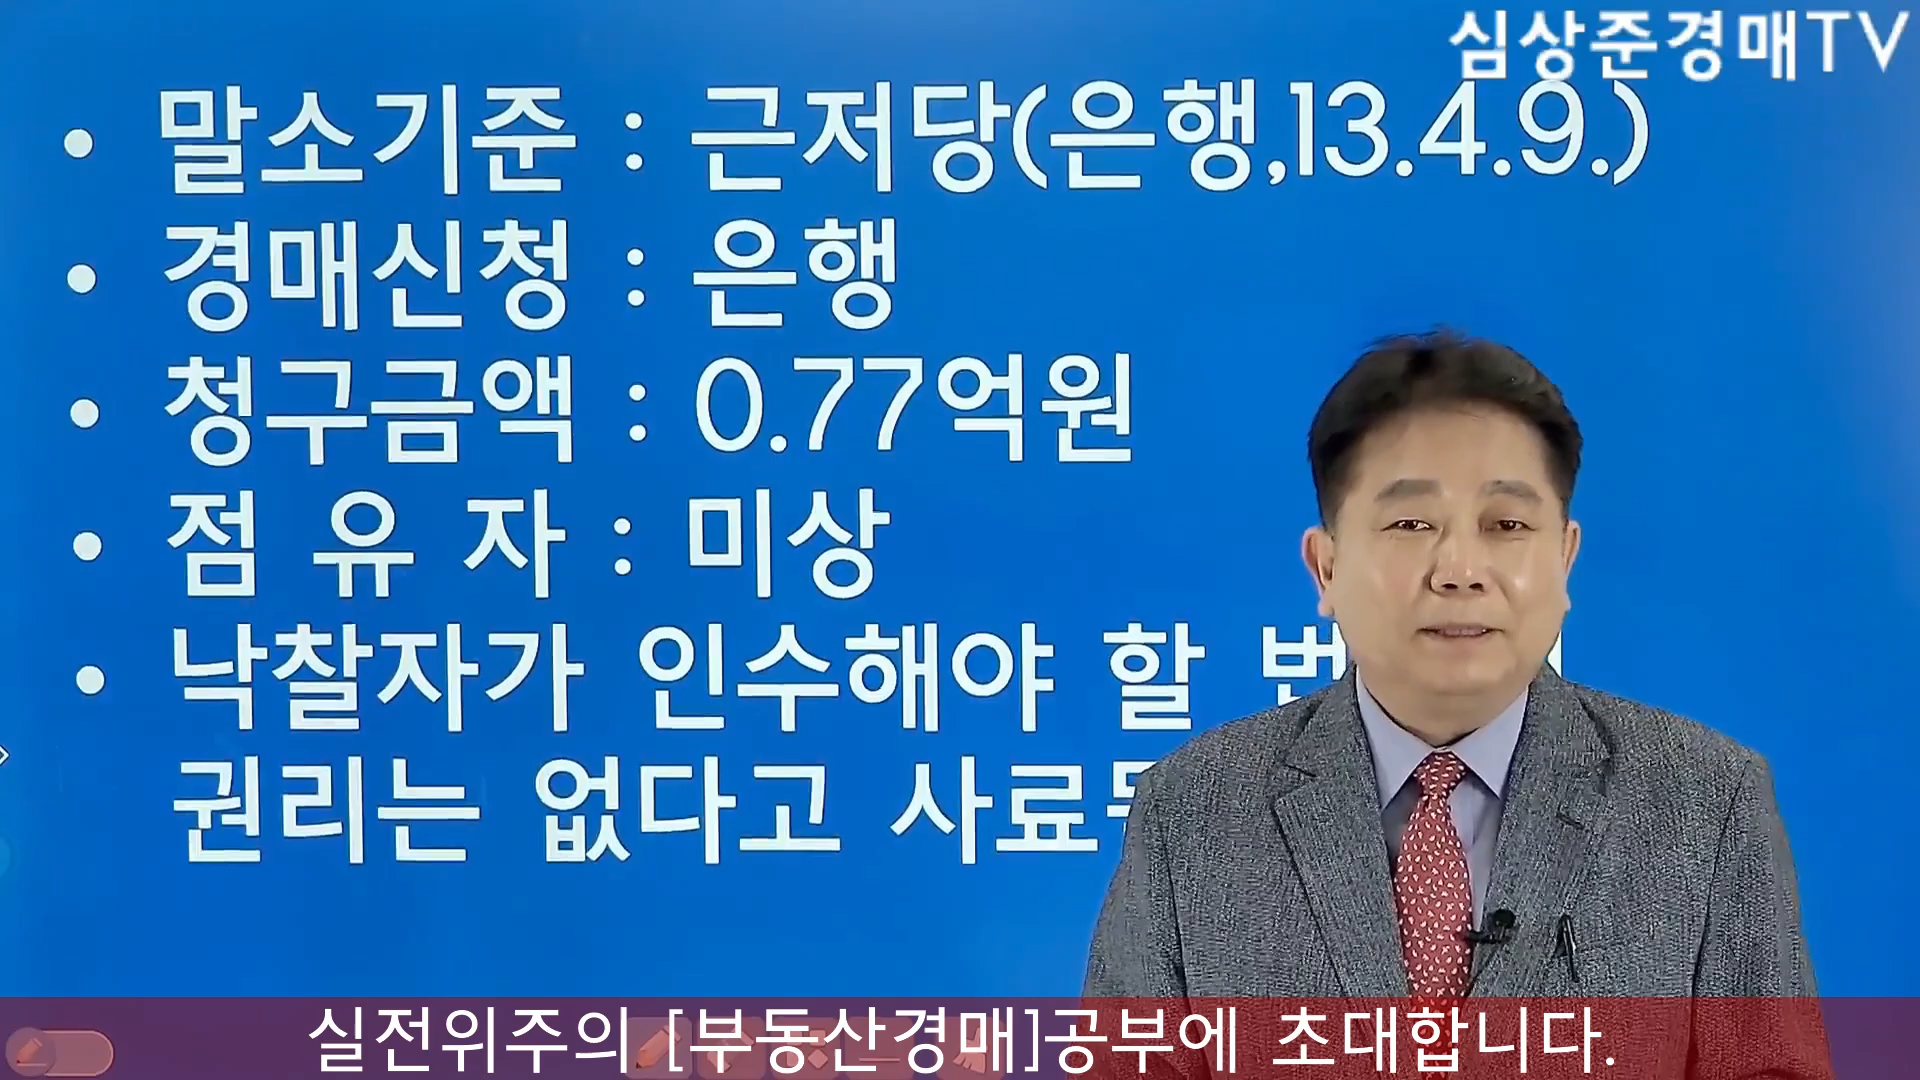 심상준경매TV
• 말소기준 : 근저당(은행,13.4.9.)
• 경매신청 : 은행
• 청구금액 : 0.77억원
• 점 유 자 : 미상
• 낙찰자가 인수해야 할
권리는 없다고
실전위주의 [부동산경매]공부에 초대합니다.